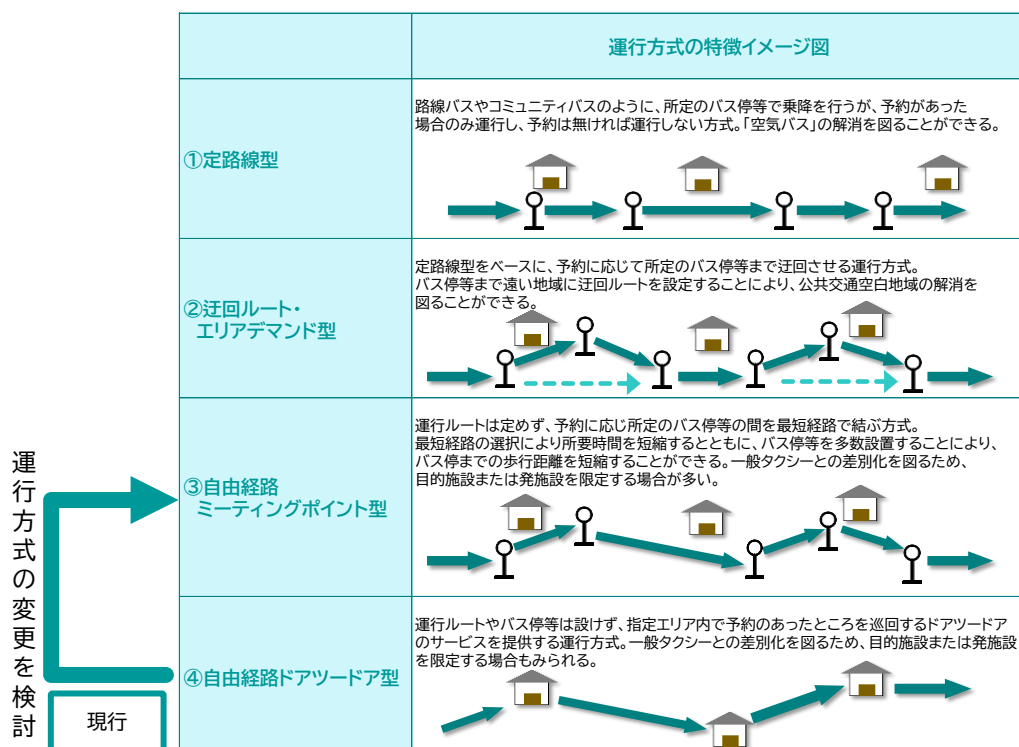 運行方式の特徴イメージ図
①定路線型
路線バスやコミュニティバスのように、所定のバス停等で乗降を行うが、予約があった
場合のみ運行し、予約は無ければ運行しない方式。「空気バス」の解消を図ることができる。
②迂回ルート・
エリアデマンド型
定路線型をベースに、予約に応じて所定のバス停等まで迂回させる運行方式。
バス停等まで遠い地域に迂回ルートを設定することにより、公共交通空白地域の解消を
図ることができる。
③自由経路
ミーティングポイント型
運行ルートは定めず、予約に応じ所定のバス停等の間を最短経路で結ぶ方式。
最短経路の選択により所要時間を短縮するとともに、バス停等を多数設置することにより、
バス停までの歩行距離を短縮することができる。一般タクシーとの差別化を図るため、
目的施設または発施設を限定する場合が多い。
④自由経路ドアツードア型
運行ルートやバス停等は設けず、指定エリア内で予約のあったところを巡回するドアツードア
のサービスを提供する運行方式。一般タクシーとの差別化を図るため、目的施設または発施設
を限定する場合もみられる。
運行方式の変更を検討
現行